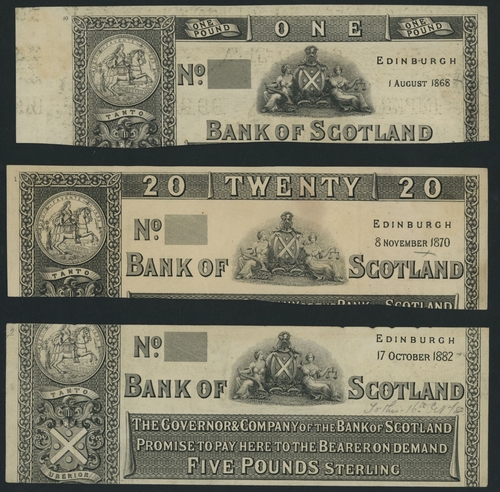 ONE POUND ONE ONE POUND
No.
EDINBURGH
1 AUGUST 1868
TANTO
BANK OF SCOTLAND
20 TWENTY 20
No.
EDINBURGH
8 NOVEMBER 1870
BANK OF SCOTLAND
TANTO
No.
EDINBURGH
17 OCTOBER 1882
BANK OF SCOTLAND
TANTO
THE GOVERNOR & COMPANY OF THE BANK OF SCOTLAND
PROMISE TO PAY HERE TO THE BEARER ON DEMAND
FIVE POUNDS STERLING
UBERIOR